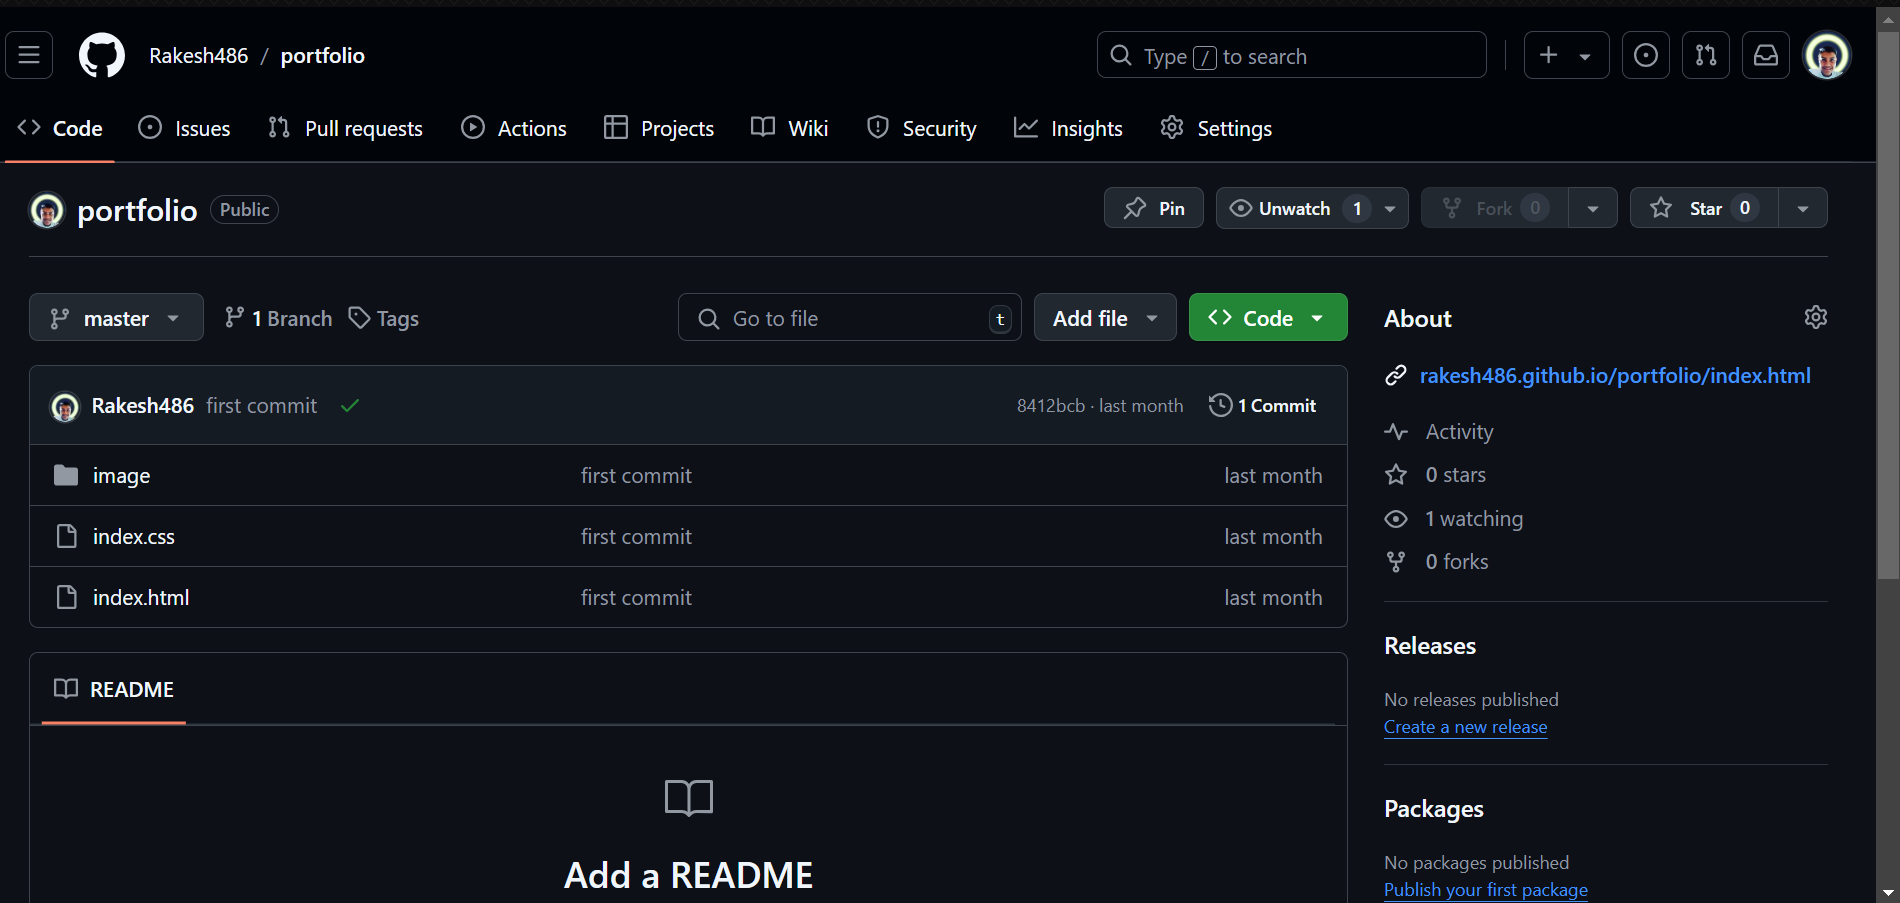 Rakesh486 / portfolio
Type / to search
Code
Issues
Pull requests
Actions
Projects
Wiki
Security
Insights
Settings
portfolio Public
Pin
Unwatch 1
Fork 0
Star 0
master
1 Branch
Tags
Go to file t
Add file
Code
Rakesh486 first commit
8412bcb · last month
1 Commit
image first commit last month
index.css first commit last month
index.html first commit last month
README
Add a README
About
rakesh486.github.io/portfolio/index.html
Activity
0 stars
1 watching
0 forks
Releases
No releases published
Create a new release
Packages
No packages published
Publish your first package